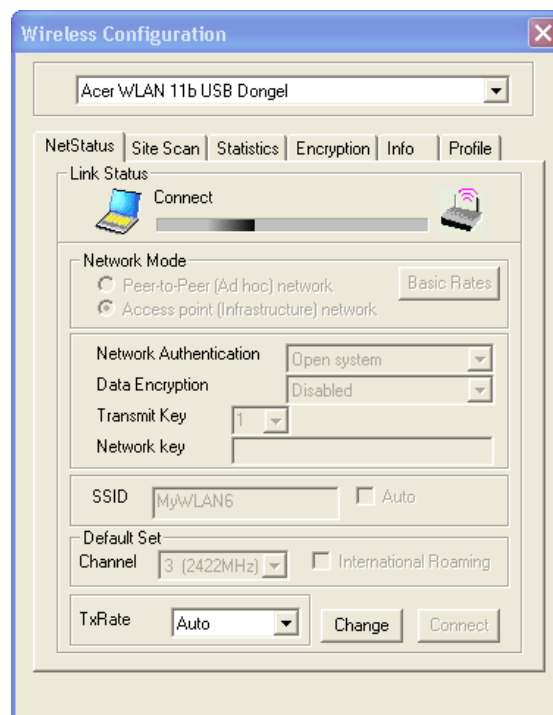 Wireless Configuration
Acer WLAN 11b USB Dongel
NetStatus Site Scan Statistics Encryption Info Profile
Link Status
Connect
Network Mode
Peer-to-Peer (Ad hoc) network Basic Rates
Access point (Infrastructure) network
Network Authentication Open system
Data Encryption Disabled
Transmit Key 1
Network key
SSID MyWLAN6 Auto
Default Set
Channel 3 (2422MHz) International Roaming
TxRate Auto Change Connect